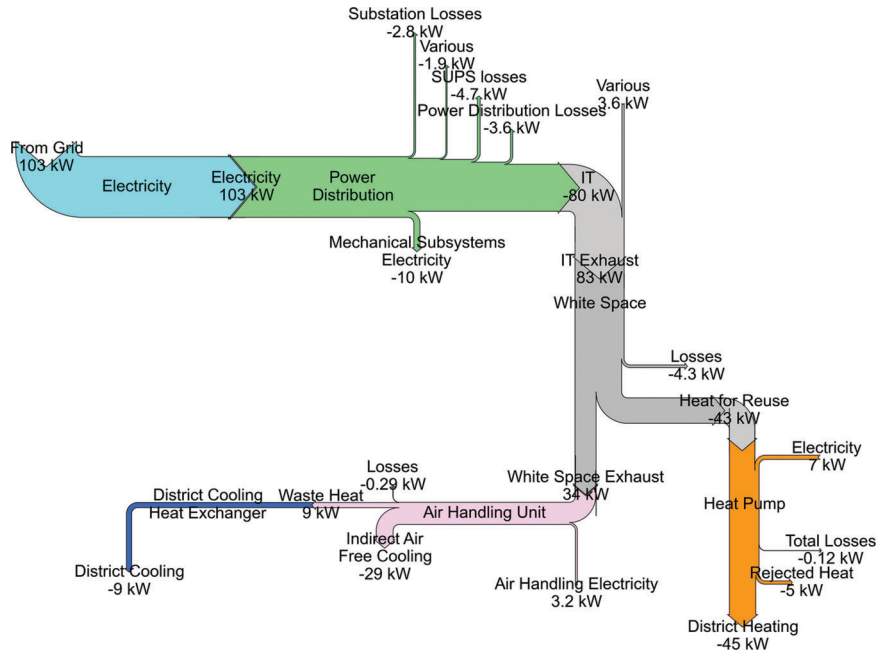 Substation Losses
-2.8 kW
Various
-1.9 kW
SUPS losses
-4.7 kW
Power Distribution Losses
-3.6 kW
Various
3.6 kW
From Grid
103 kW
Electricity
Electricity
103 kW
Power
Distribution
IT
-80 kW
Mechanical Subsystems
Electricity
-10 kW
IT Exhaust
83 kW
White Space
Losses
-4.3 kW
Heat for Reuse
-43 kW
Electricity
7 kW
Heat Pump
Total Losses
-0.12 kW
Rejected Heat
-5 kW
District Heating
-45 kW
White Space Exhaust
34 kW
Losses
-0.29 kW
Air Handling Unit
Waste Heat
9 kW
District Cooling
Heat Exchanger
Indirect Air
Free Cooling
-29 kW
Air Handling Electricity
3.2 kW
District Cooling
-9 kW